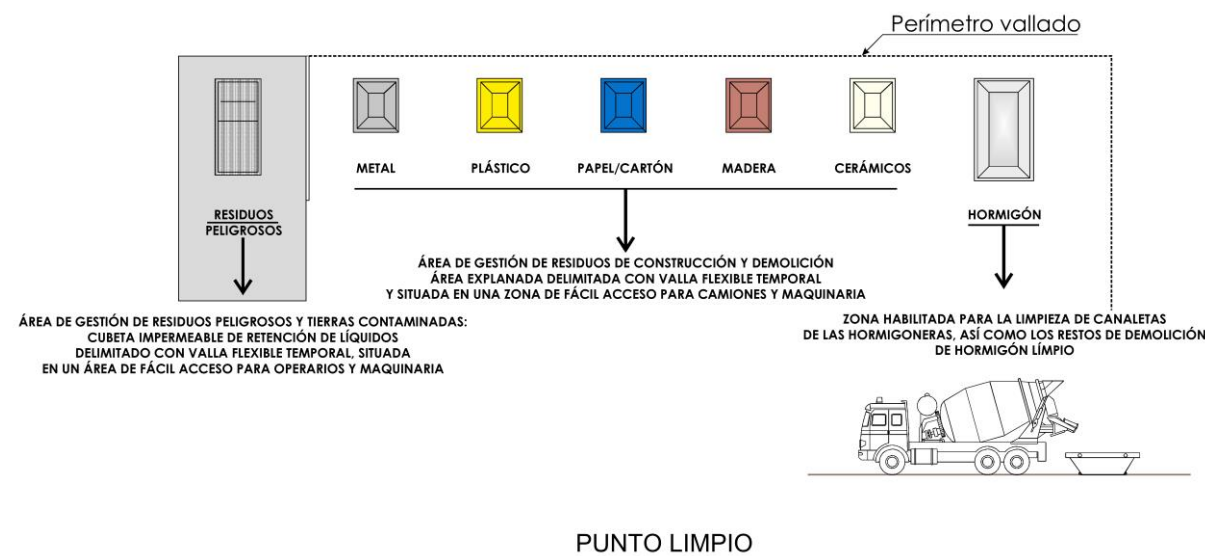 Perímetro vallado
METAL
PLÁSTICO
PAPEL/CARTÓN
MADERA
CERÁMICOS
RESIDUOS
PELIGROSOS
HORMIGÓN
ÁREA DE GESTIÓN DE RESIDUOS DE CONSTRUCCIÓN Y DEMOLICIÓN
ÁREA EXPLANADA DELIMITADA CON VALLA FLEXIBLE TEMPORAL
Y SITUADA EN UNA ZONA DE FÁCIL ACCESO PARA CAMIONES Y MAQUINARIA
ÁREA DE GESTIÓN DE RESIDUOS PELIGROSOS Y TIERRAS CONTAMINADAS:
CUBETA IMPERMEABLE DE RETENCIÓN DE LÍQUIDOS
DELIMITADO CON VALLA FLEXIBLE TEMPORAL, SITUADA
EN UN ÁREA DE FÁCIL ACCESO PARA OPERARIOS Y MAQUINARIA
ZONA HABILITADA PARA LA LIMPIEZA DE CANALETAS
DE LAS HORMIGONERAS, ASÍ COMO LOS RESTOS DE DEMOLICIÓN
DE HORMIGÓN LÍMPIO
PUNTO LIMPIO